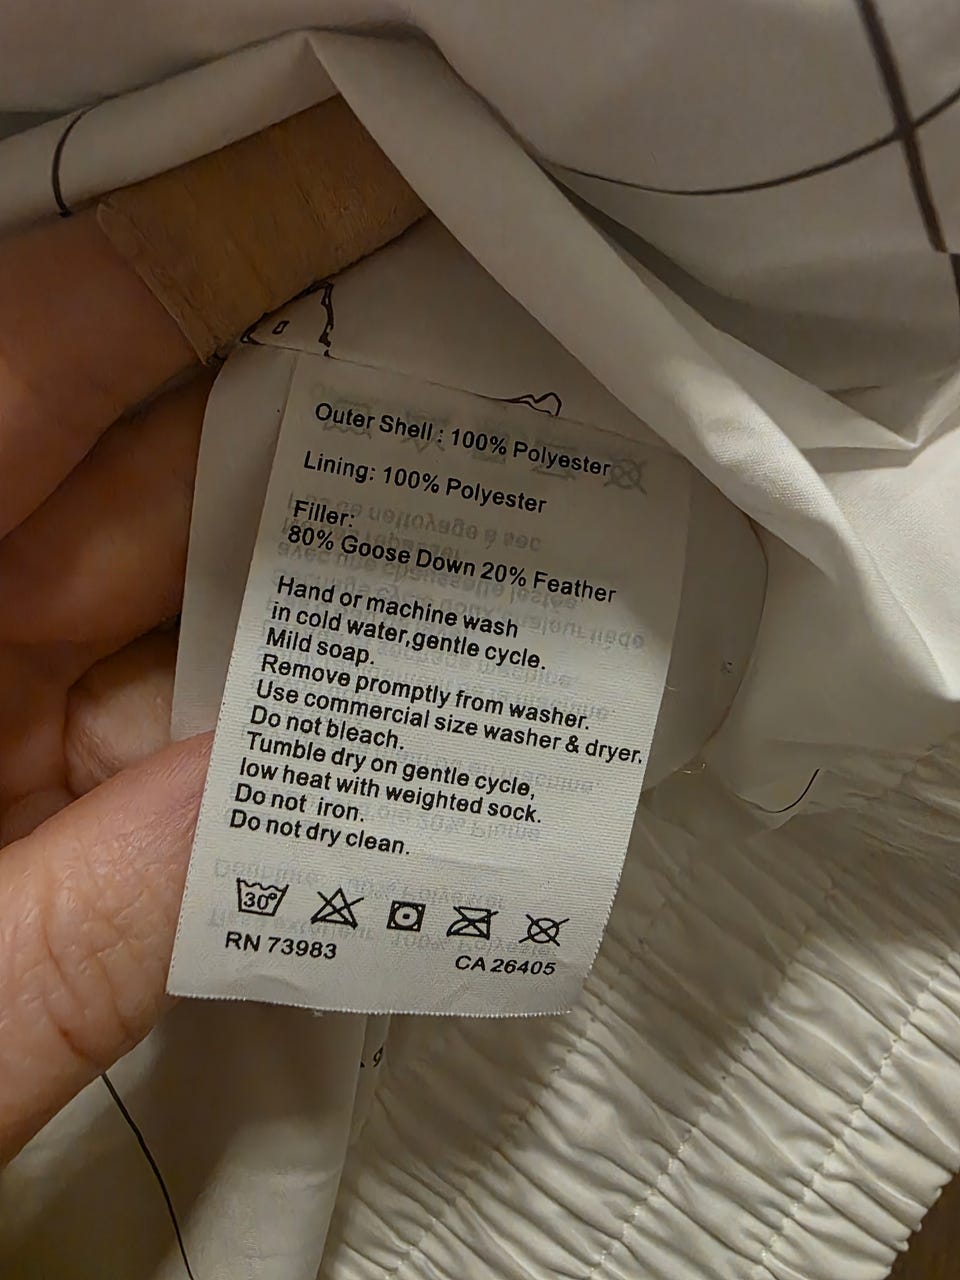 Outer Shell : 100% Polyester
Lining: 100% Polyester
Filler:
80% Goose Down 20% Feather
Hand or machine wash
in cold water,gentle cycle.
Mild soap.
Remove promptly from washer.
Use commercial size washer & dryer.
Do not bleach.
Tumble dry on gentle cycle,
low heat with weighted sock.
Do not iron.
Do not dry clean.
30°
RN 73983
CA 26405